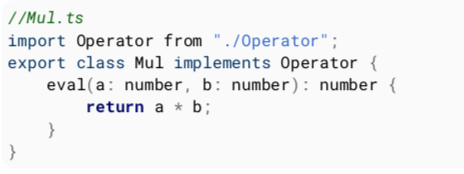 //Mul.ts
import Operator from "./Operator";
export class Mul implements Operator {
    eval(a: number, b: number): number {
        return a * b;
    }
}